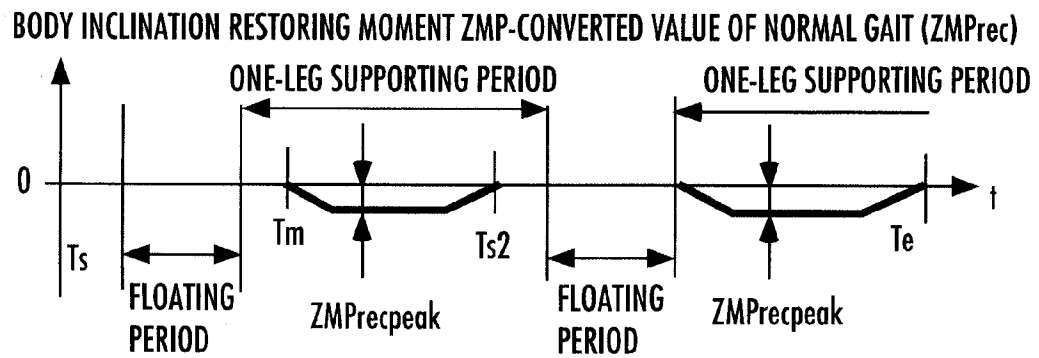 BODY INCLINATION RESTORING MOMENT ZMP-CONVERTED VALUE OF NORMAL GAIT (ZMPrec)
ONE-LEG SUPPORTING PERIOD
ONE-LEG SUPPORTING PERIOD
0
t
Ts
Tm
Ts2
Te
FLOATING
PERIOD
ZMPrecpeak
FLOATING
PERIOD
ZMPrecpeak